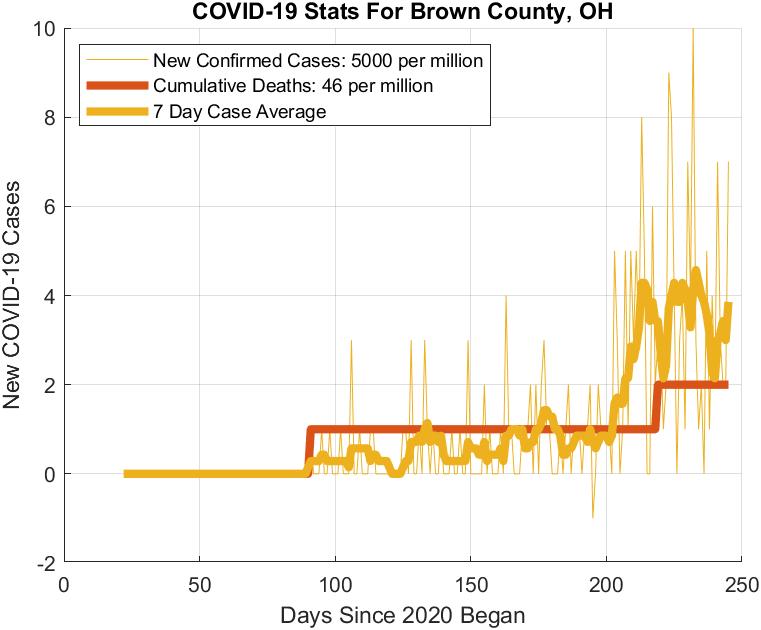 COVID-19 Stats For Brown County, OH
New Confirmed Cases: 5000 per million
Cumulative Deaths: 46 per million
7 Day Case Average
New COVID-19 Cases
10
8
6
4
2
0
-2
0 50 100 150 200 250
Days Since 2020 Began